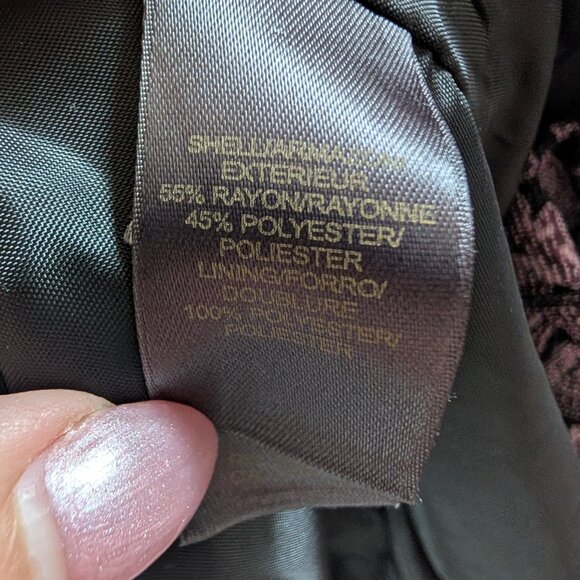 SHELL/ARMAZON/
EXTERIEUR
55% RAYON/RAYONNE
45% POLYESTER/
POLIESTER
LINING/FORRO/
DOUBLURE
100% POLYESTER/
POLIESTER